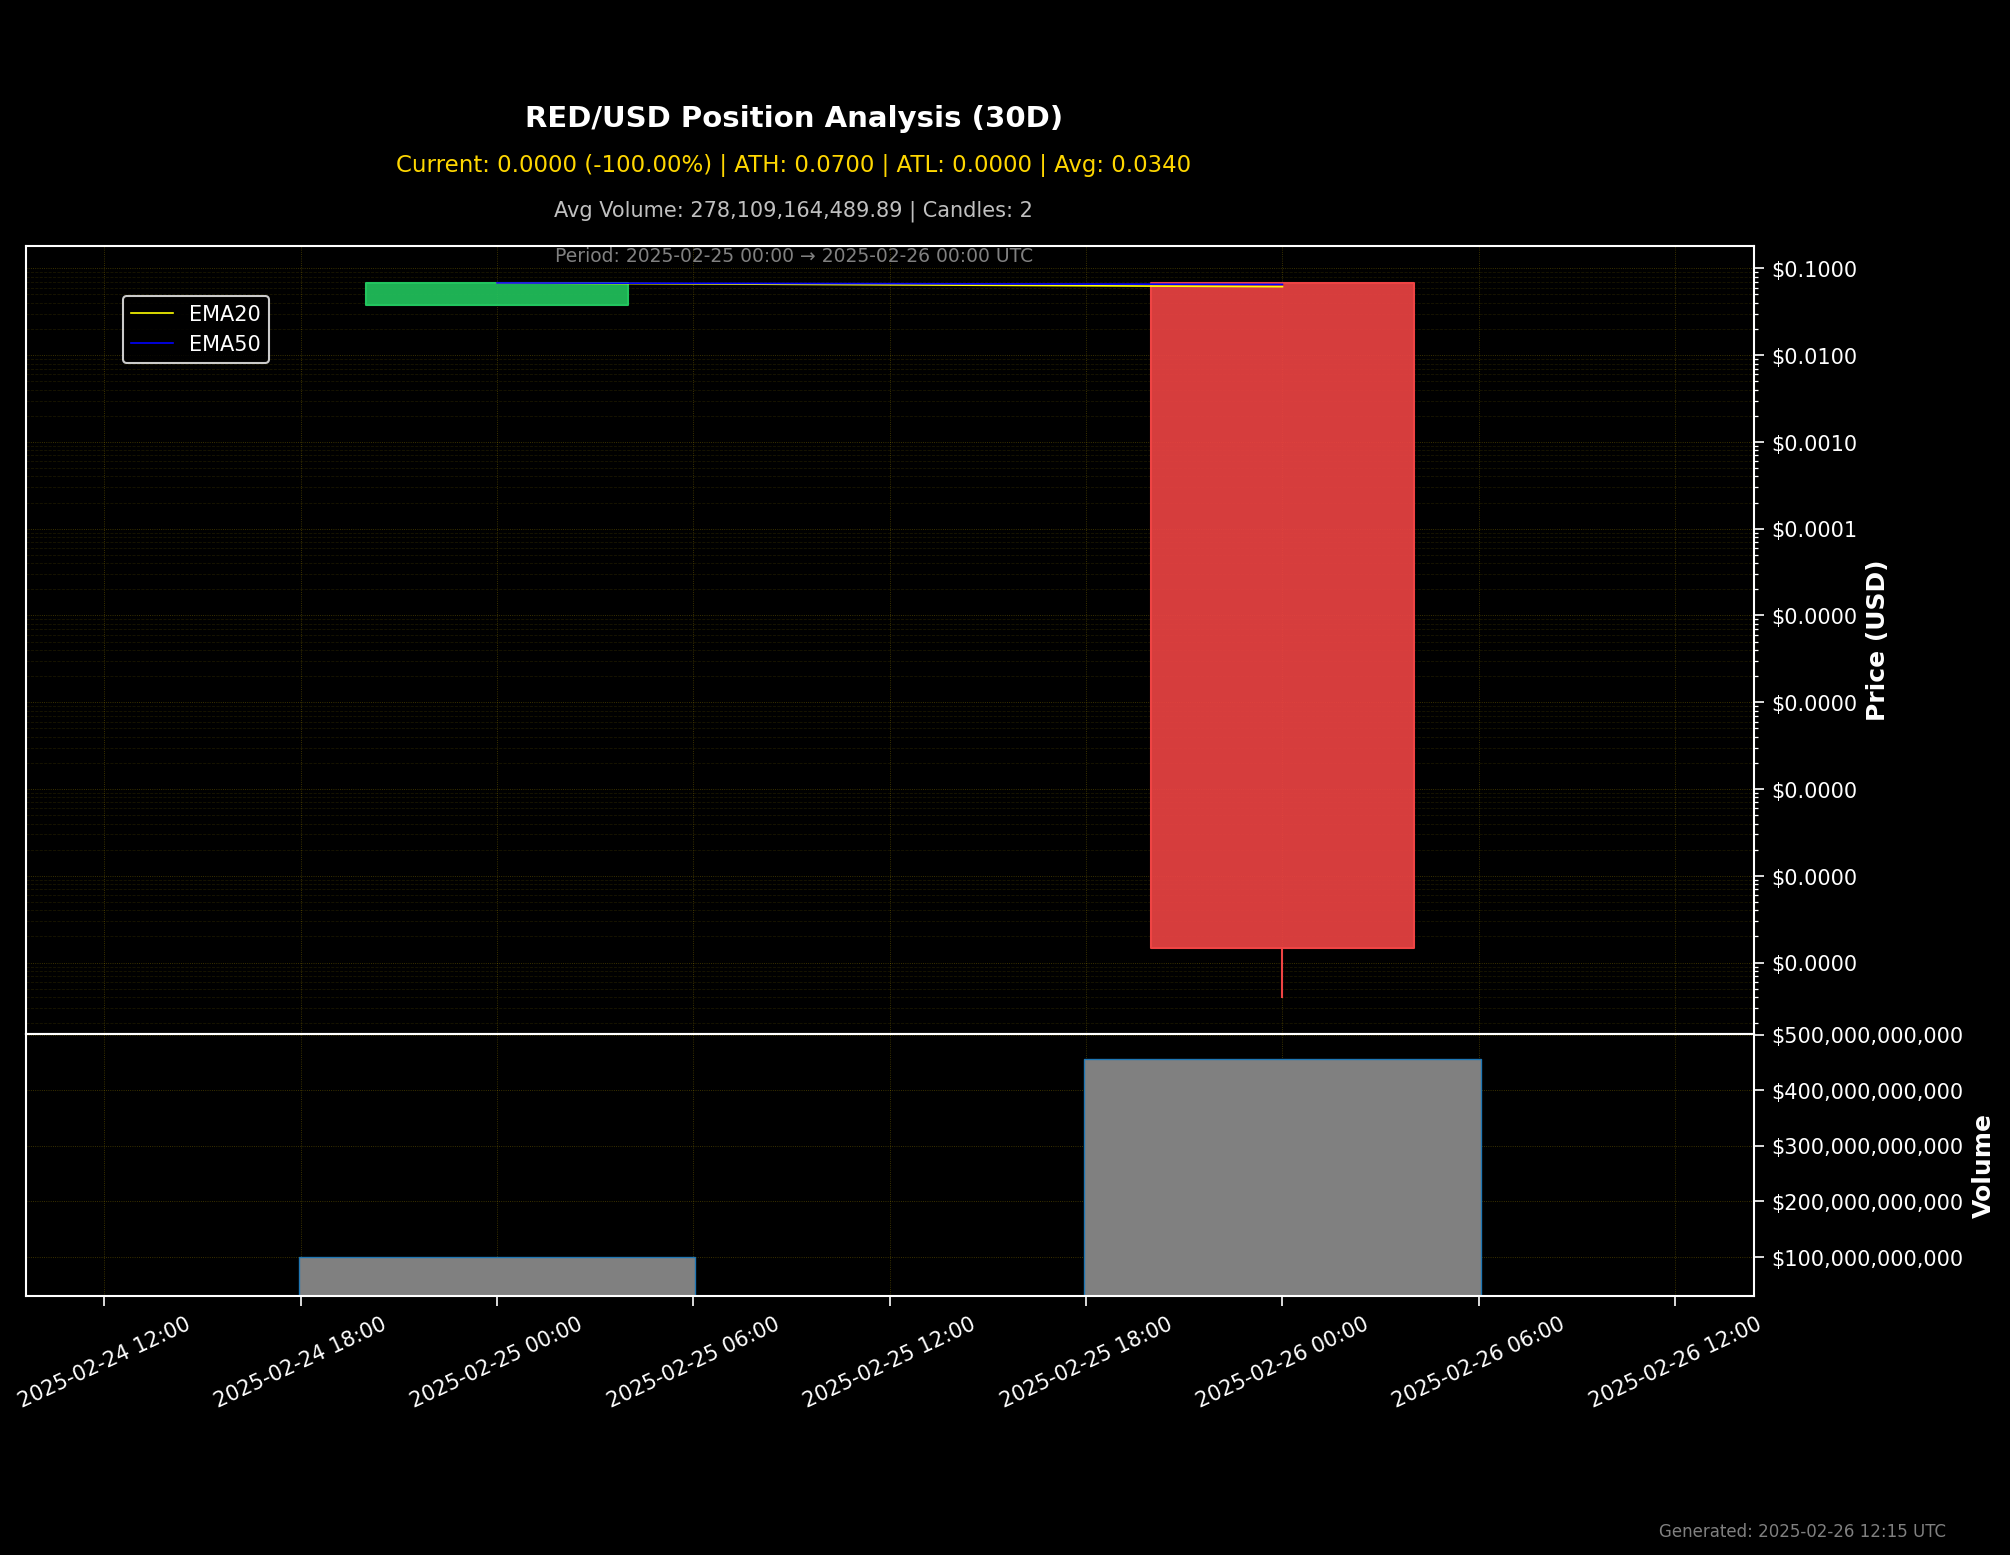 RED/USD Position Analysis (30D)
Current: 0.0000 (-100.00%) | ATH: 0.0700 | ATL: 0.0000 | Avg: 0.0340
Avg Volume: 278,109,164,489.89 | Candles: 2
Period: 2025-02-25 00:00 → 2025-02-26 00:00 UTC
EMA20
EMA50
$0.1000
$0.0100
$0.0010
$0.0001
$0.0000
$0.0000
$0.0000
$0.0000
$0.0000
Price (USD)
$500,000,000,000
$400,000,000,000
$300,000,000,000
$200,000,000,000
$100,000,000,000
Volume
2025-02-24 12:00
2025-02-24 18:00
2025-02-25 00:00
2025-02-25 06:00
2025-02-25 12:00
2025-02-25 18:00
2025-02-26 00:00
2025-02-26 06:00
2025-02-26 12:00
Generated: 2025-02-26 12:15 UTC